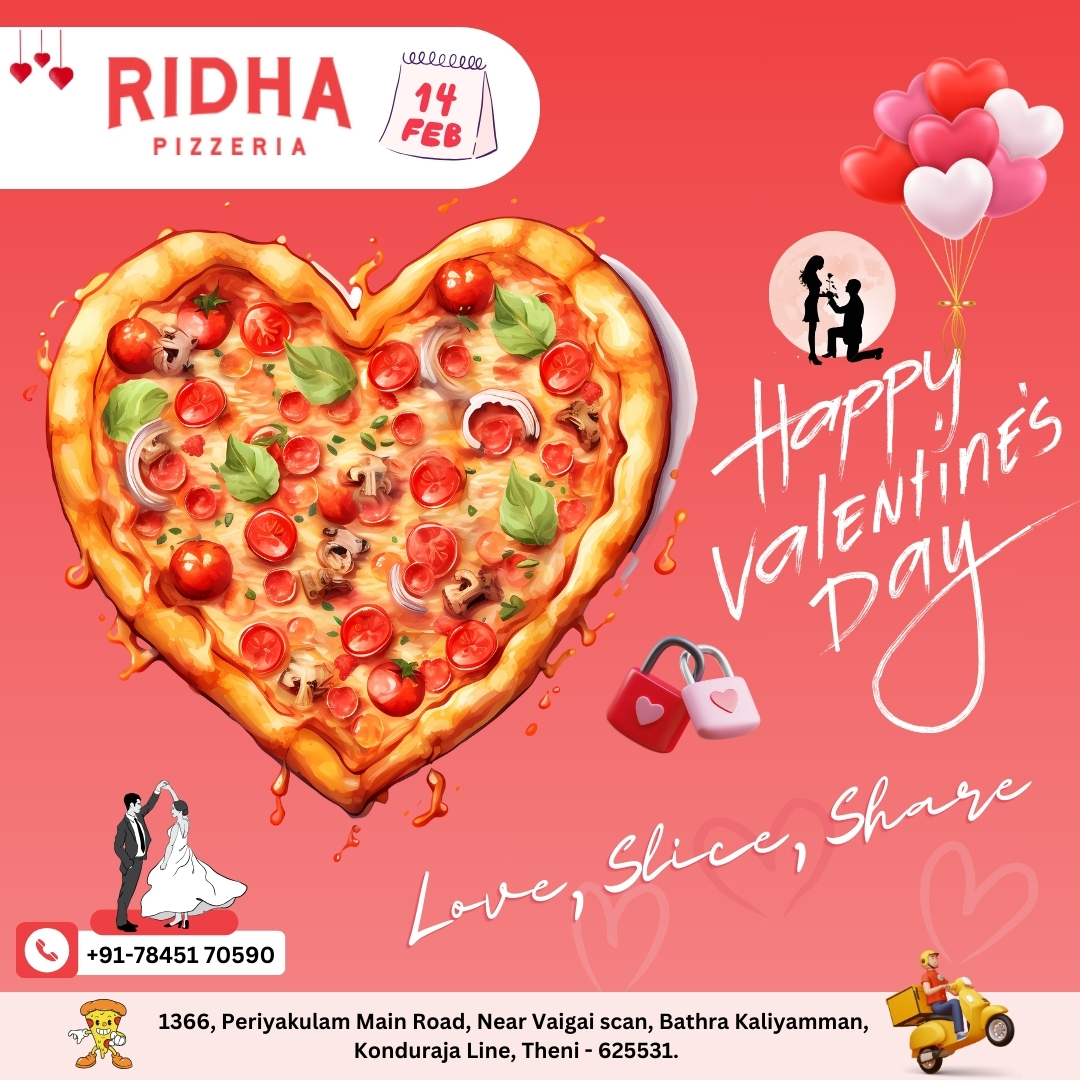 RIDHA
PIZZERIA
14
FEB
Happy
Valentine's
Day
Love, Slice, Share
+91-78451 70590
1366, Periyakulam Main Road, Near Vaigai scan, Bathra Kaliyamman,
Konduraja Line, Theni - 625531.